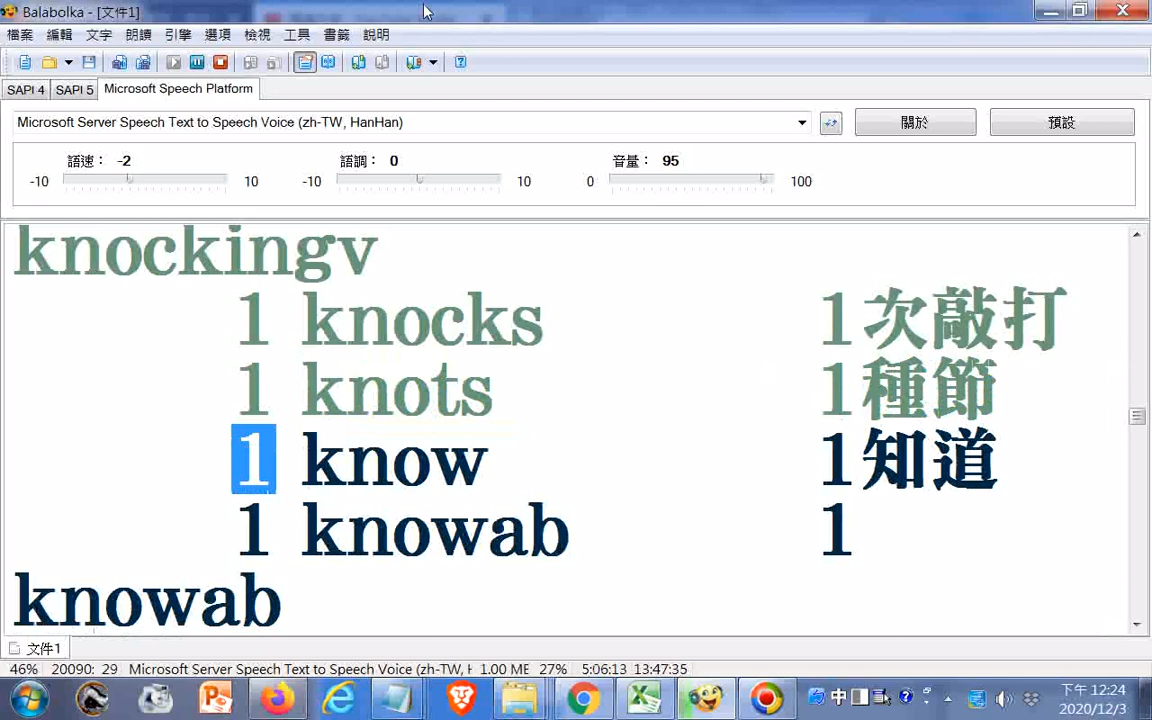 Balabolka - [文件1]
檔案 編輯 文字 朗讀 引擎 選項 檢視 工具 書籤 說明
SAPI 4 SAPI 5 Microsoft Speech Platform
Microsoft Server Speech Text to Speech Voice (zh-TW, HanHan) 關於 預設
語速： -2 語調： 0 音量： 95
-10 10 -10 10 0 100
knockingv
1 knocks 1次敲打
1 knots 1種節
1 know 1知道
1 knowab 1
knowab
文件1
46% 20090: 29 Microsoft Server Speech Text to Speech Voice (zh-TW, 1.00 ME 27% 5:06:13 13:47:35
中 下午 12:24
2020/12/3